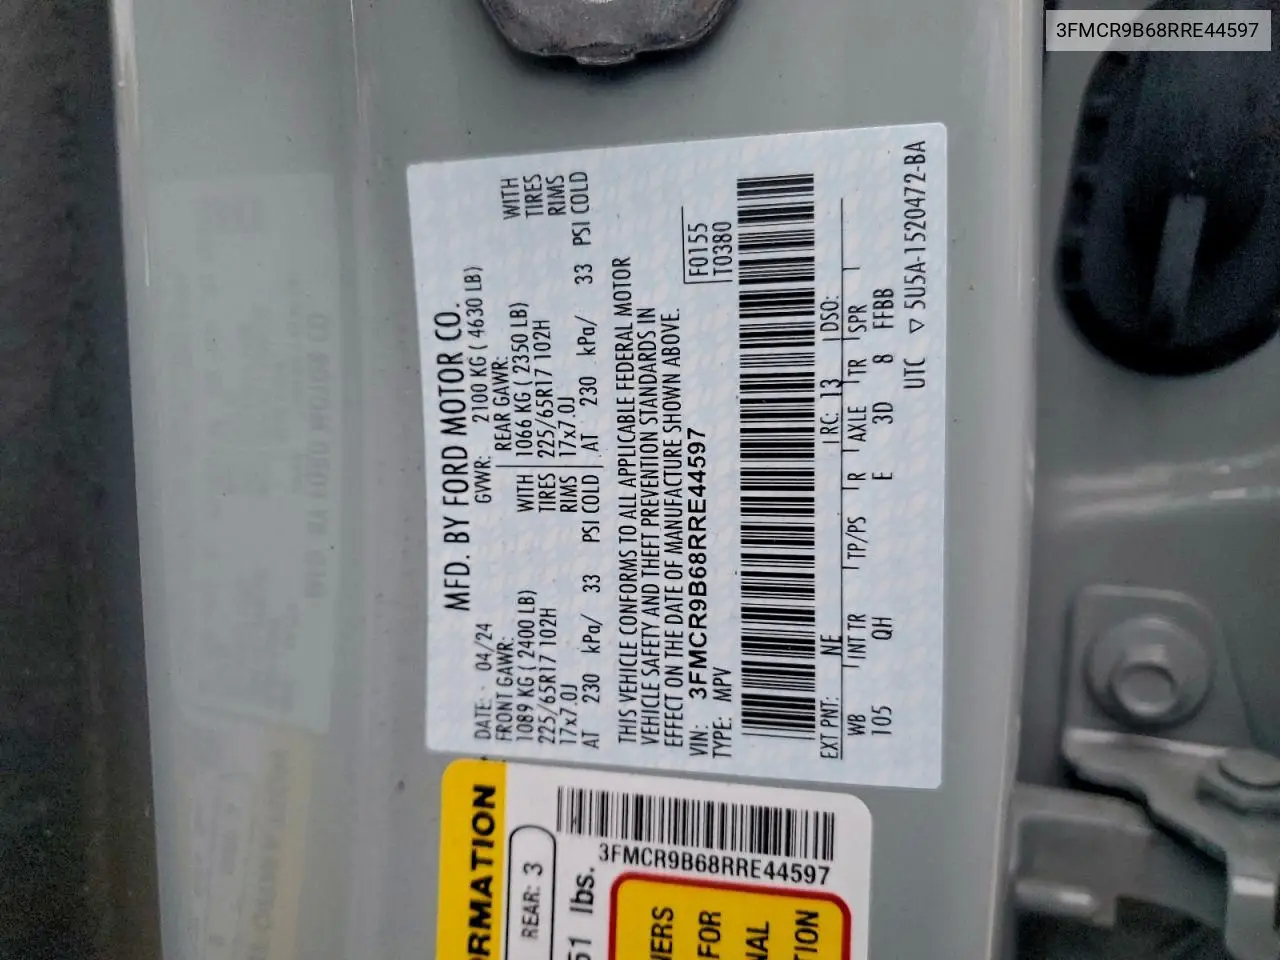 3FMCR9B68RRE44597
MFD. BY FORD MOTOR CO.
DATE: 04/24 GVWR: 2100 KG ( 4630 LB)
FRONT GAWR: REAR GAWR:
1089 KG ( 2400 LB) WITH 1066 KG ( 2350 LB) WITH
225/65R17 102H TIRES 225/65R17 102H TIRES
17x7.0J RIMS 17x7.0J RIMS
AT 230 kPa/ 33 PSI COLD AT 230 kPa/ 33 PSI COLD
THIS VEHICLE CONFORMS TO ALL APPLICABLE FEDERAL MOTOR
VEHICLE SAFETY AND THEFT PREVENTION STANDARDS IN
EFFECT ON THE DATE OF MANUFACTURE SHOWN ABOVE.
VIN: 3FMCR9B68RRE44597 F0155
TYPE: MPV T0380
EXT PNT: NE RC: 13 DSO:
WB INT TR TP/PS R AXLE TR SPR
105 QH E 3D 8 FFBB
UTC ▽ 5U5A-1520472-BA
RMATION
REAR: 3
51 lbs.
3FMCR9B68RRE44597
NERS
FOR
NAL
TION